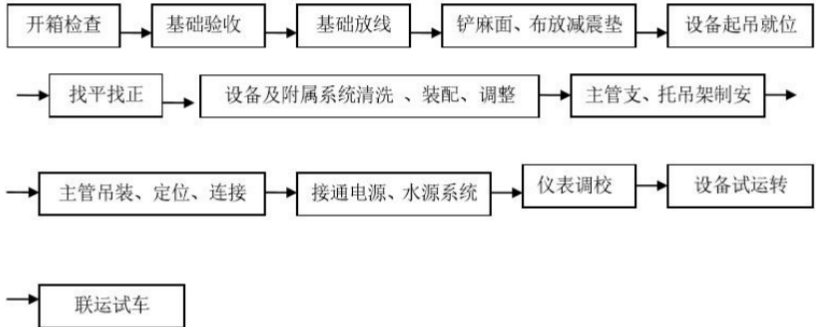 开箱检查 基础验收 基础放线 铲麻面、布放减震垫 设备起吊就位
找平找正 设备及附属系统清洗 、装配、调整 主管支、托吊架制安
主管吊装、定位、连接 接通电源、水源系统 仪表调校 设备试运转
联运试车